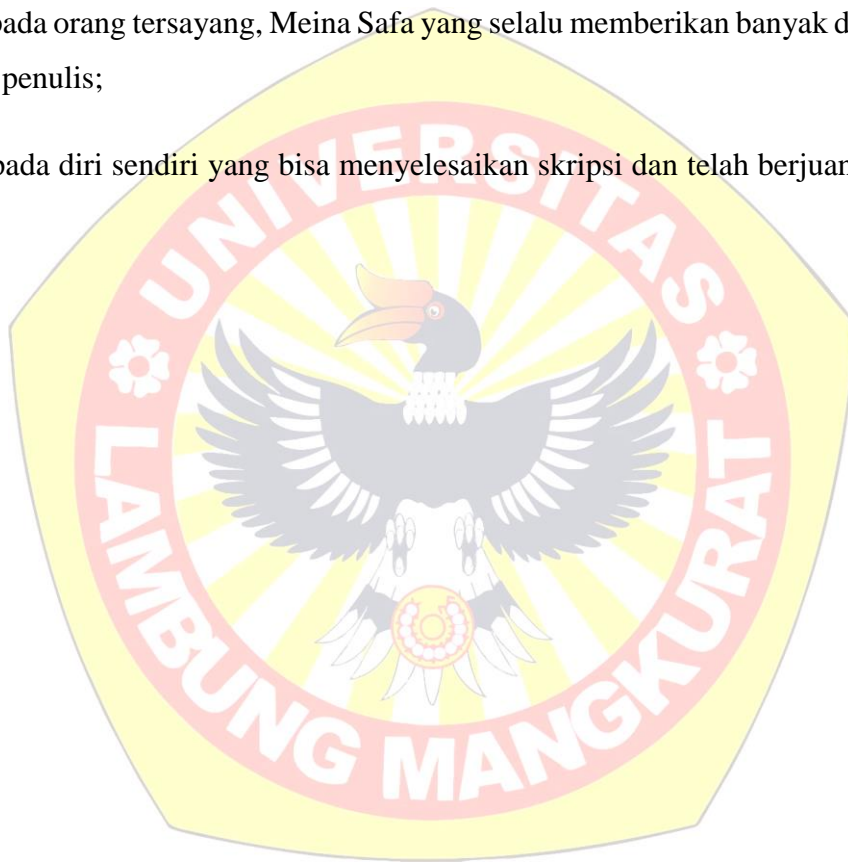 pada orang tersayang, Meina Safa yang selalu memberikan banyak d
penulis;
pada diri sendiri yang bisa menyelesaikan skripsi dan telah berjuan
UNIVERSITAS
LAMBUNG MANGKURAT